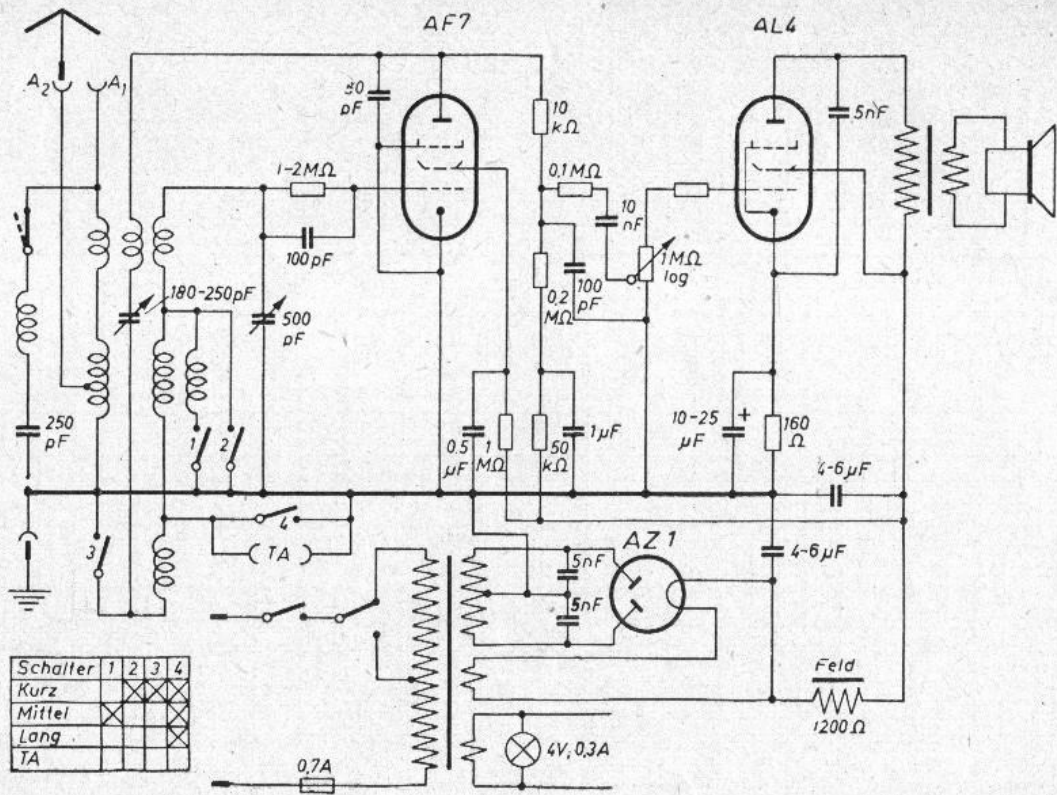 AF7
AL4
A2
A1
10
kΩ
5nF
1-2MΩ
0,1MΩ
10
nF
100pF
180-250pF
500
pF
0,2
MΩ
100
pF
1MΩ
log
250
pF
1
2
0.5
μF
1
MΩ
50
kΩ
1μF
10-25
μF
+
160
Ω
4-6μF
3
4
TA
5nF
5nF
AZ1
4-6μF
Feld
1200Ω
4V, 0,3A
0,7A
Schalter 1 2 3 4
Kurz
Mittel
Lang
TA